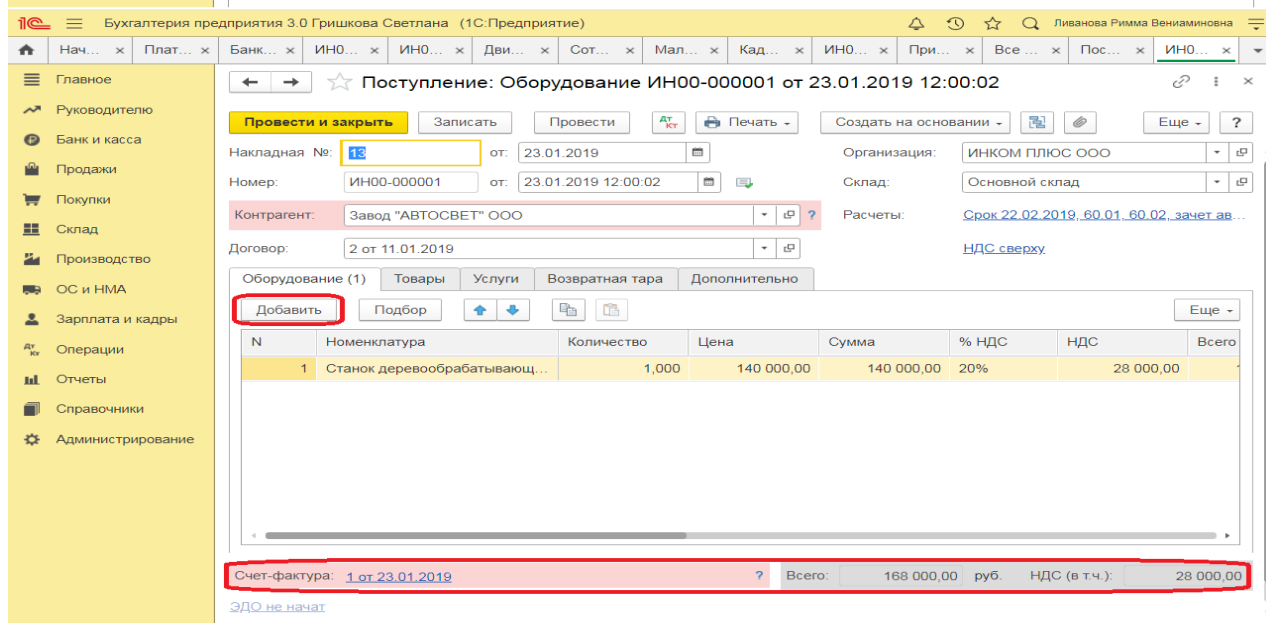 1С Бухгалтерия предприятия 3.0 Гришкова Светлана (1С:Предприятие) Ливанова Римма Вениаминовна
Нач... × Плат... × Банк... × ИН0... × ИН0... × Дви... × Сот... × Мал... × Кад... × ИН0... × При... × Все ... × Пос... × ИН0... ×
Главное
Руководителю
Банк и касса
Продажи
Покупки
Склад
Производство
ОС и НМА
Зарплата и кадры
Операции
Отчеты
Справочники
Администрирование
Поступление: Оборудование ИН00-000001 от 23.01.2019 12:00:02
Провести и закрыть Записать Провести Дт Кт Печать Создать на основании Еще ?
Накладная №: 13 от: 23.01.2019 Организация: ИНКОМ ПЛЮС ООО
Номер: ИН00-000001 от: 23.01.2019 12:00:02 Склад: Основной склад
Контрагент: Завод "АВТОСВЕТ" ООО ? Расчеты: Срок 22.02.2019, 60.01, 60.02, зачет ав...
Договор: 2 от 11.01.2019 НДС сверху
Оборудование (1) Товары Услуги Возвратная тара Дополнительно
Добавить Подбор Еще
N Номенклатура Количество Цена Сумма % НДС НДС Всего
1 Станок деревообрабатывающ... 1,000 140 000,00 140 000,00 20% 28 000,00
Счет-фактура: 1 от 23.01.2019 ? Всего: 168 000,00 руб. НДС (в т.ч.): 28 000,00
ЭДО не начат